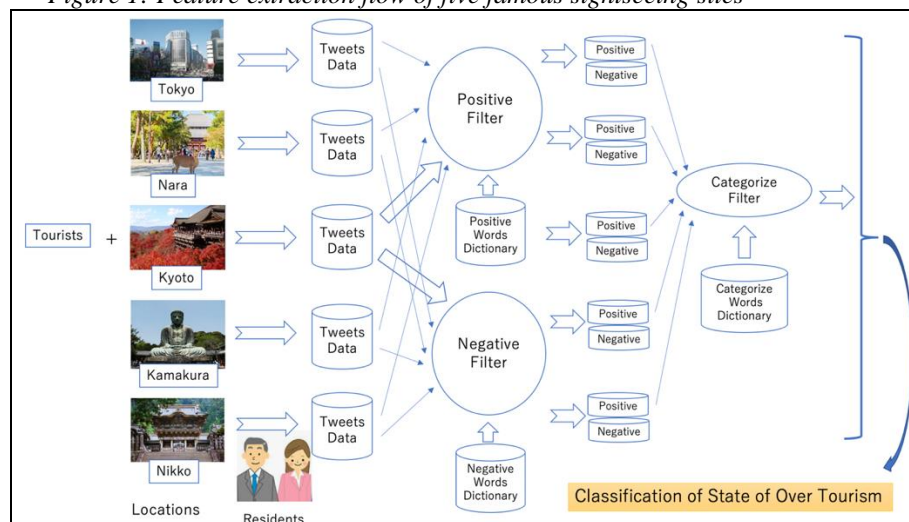 Figure 1: Feature extraction flow of five famous sightseeing sites
Tourists
+
Tokyo
Nara
Kyoto
Kamakura
Nikko
Locations
Residents
Tweets
Data
Tweets
Data
Tweets
Data
Tweets
Data
Tweets
Data
Positive
Filter
Positive
Words
Dictionary
Negative
Filter
Negative
Words
Dictionary
Positive
Negative
Positive
Negative
Positive
Negative
Positive
Negative
Positive
Negative
Categorize
Filter
Categorize
Words
Dictionary
Classification of State of Over Tourism